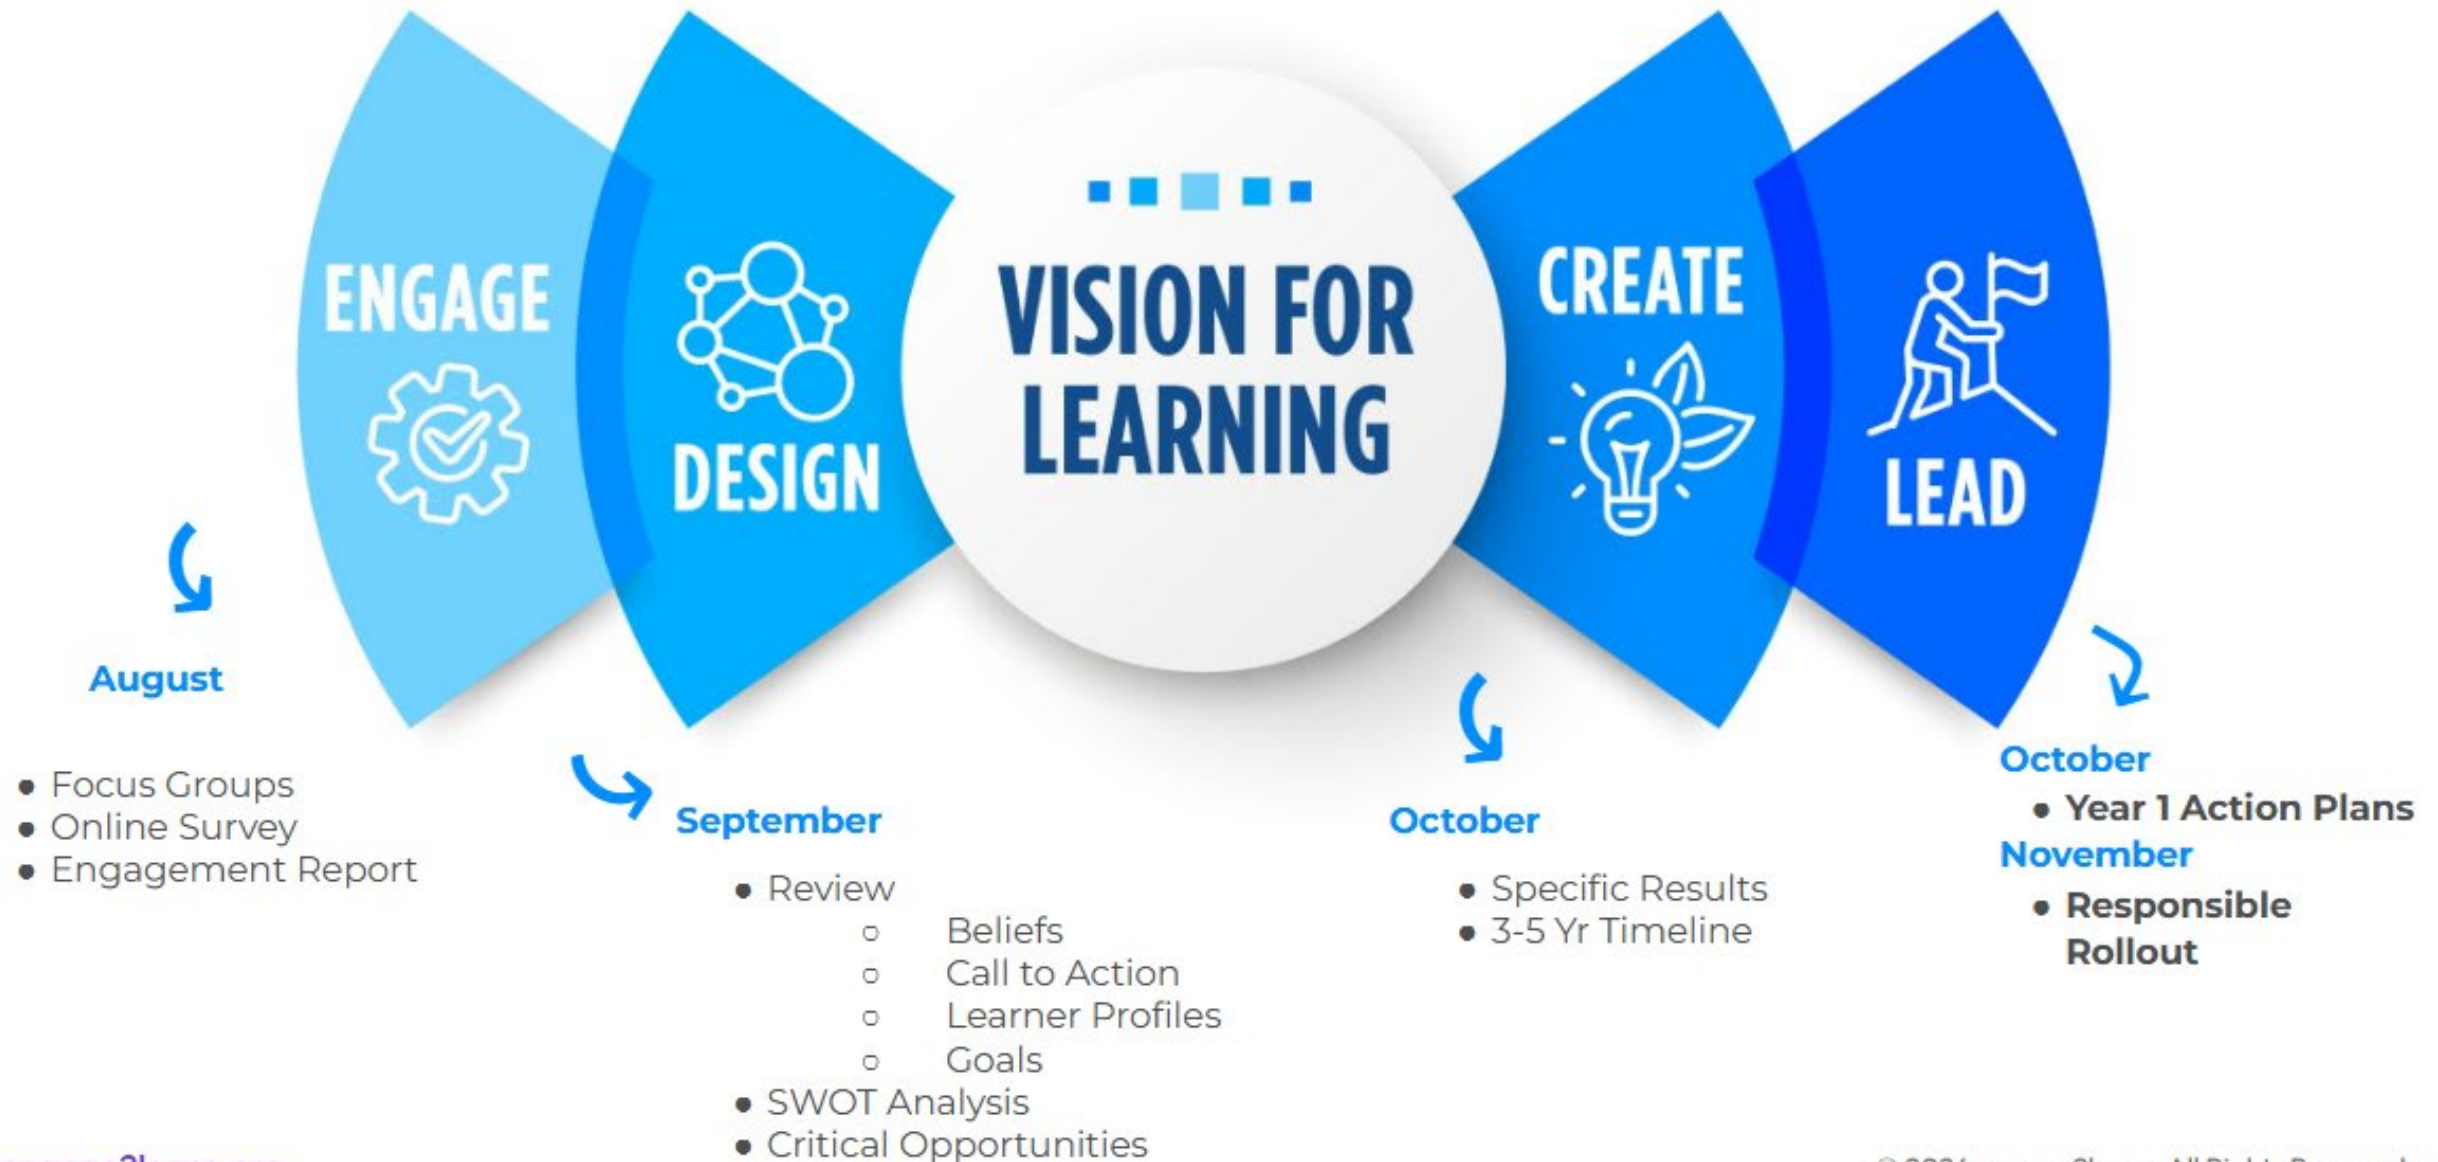 ENGAGE
DESIGN
VISION FOR
LEARNING
CREATE
LEAD
August
● Focus Groups
● Online Survey
● Engagement Report
September
● Review
○ Beliefs
○ Call to Action
○ Learner Profiles
○ Goals
● SWOT Analysis
● Critical Opportunities
October
● Specific Results
● 3-5 Yr Timeline
October
● Year 1 Action Plans
November
● Responsible
Rollout